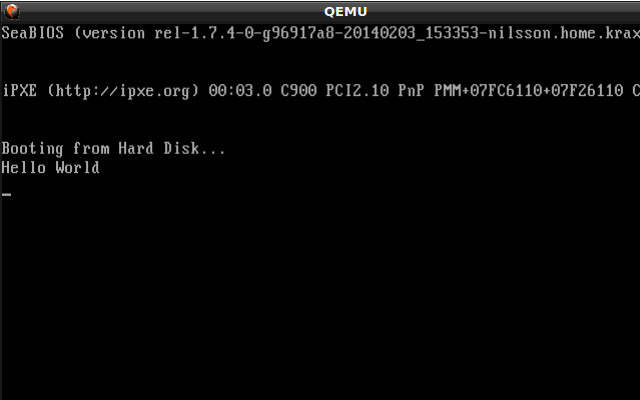 QEMU
SeaBIOS (version rel-1.7.4-0-g96917a8-20140203_153353-nilsson.home.krax
iPXE (http://ipxe.org) 00:03.0 C900 PCI2.10 PnP PMM+07FC6110+07F26110 C
Booting from Hard Disk...
Hello World
_